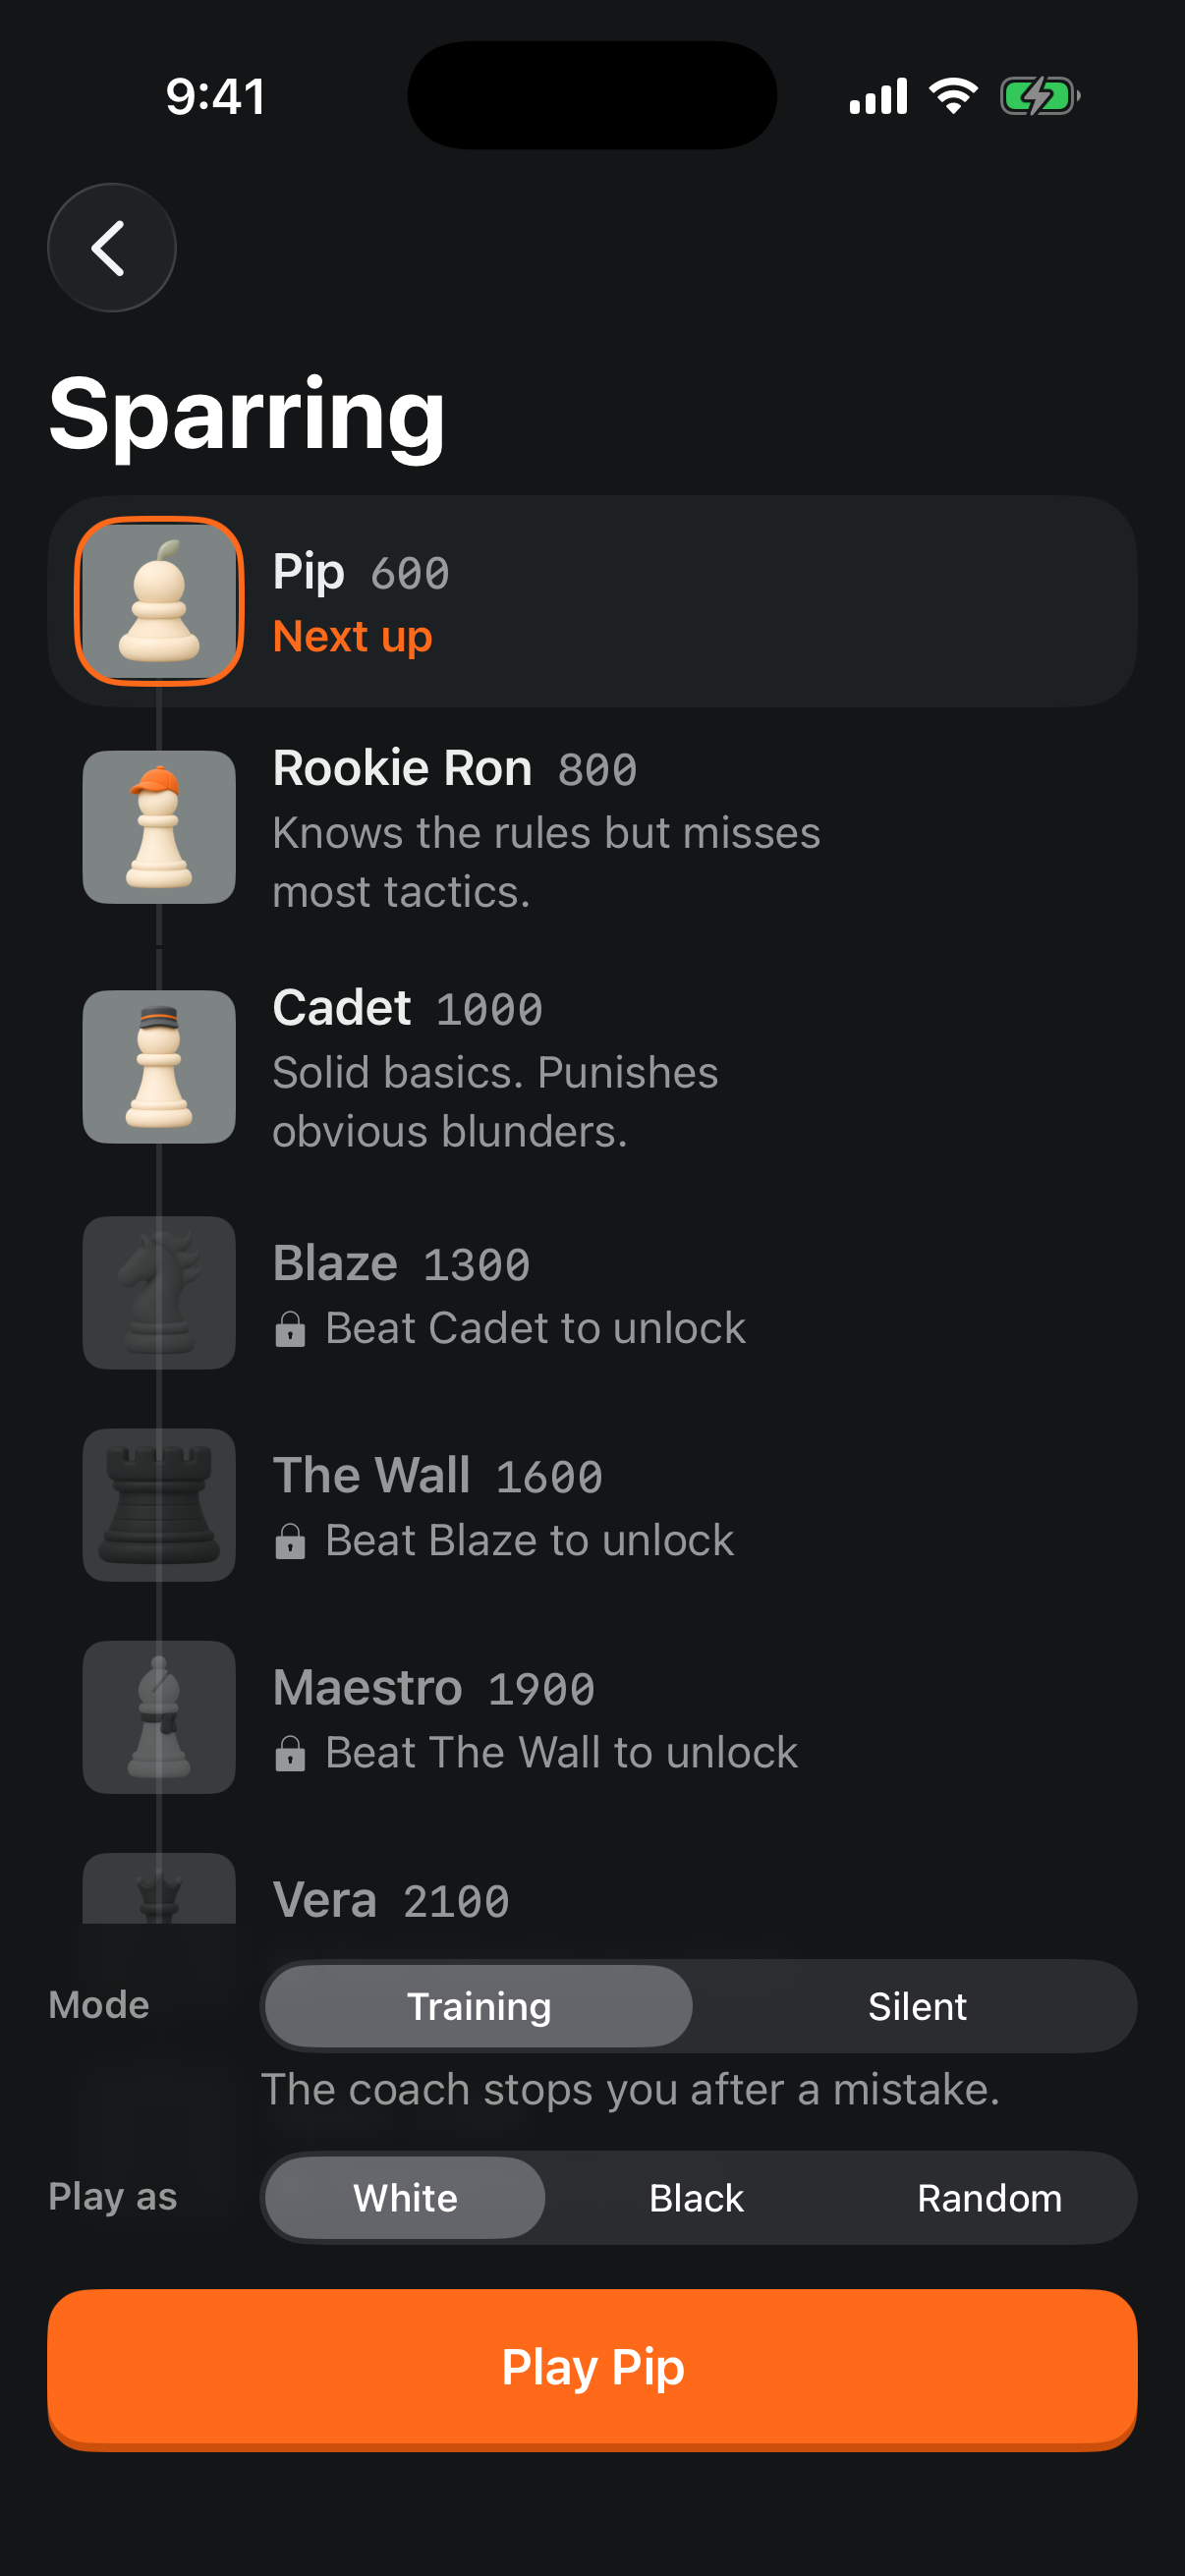 9:41
Sparring
Pip 600
Next up
Rookie Ron 800
Knows the rules but misses
most tactics.
Cadet 1000
Solid basics. Punishes
obvious blunders.
Blaze 1300
Beat Cadet to unlock
The Wall 1600
Beat Blaze to unlock
Maestro 1900
Beat The Wall to unlock
Vera 2100
Mode
Training
Silent
The coach stops you after a mistake.
Play as
White
Black
Random
Play Pip